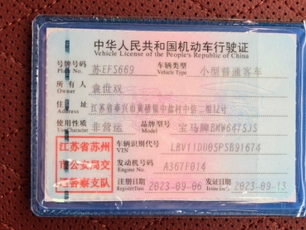 中华人民共和国机动车行驶证
Vehicle License of the People's Republic of China
号牌号码 苏EF5669 车辆类型 小型普通客车
Plate No. Vehicle Type
所有人 袁世双
Owner
住址
Address
使用性质 非营运 品牌型号 宝马牌BMW6475JS
Use Character Model
江苏省苏州 车辆识别代号
VIN LBV11DU05PSB91674
市公安局交 发动机号码 A367F014
通警察支队 Engine No.
注册日期 2023-09-06 发证日期 2023-09-13
Register Date Issue Date